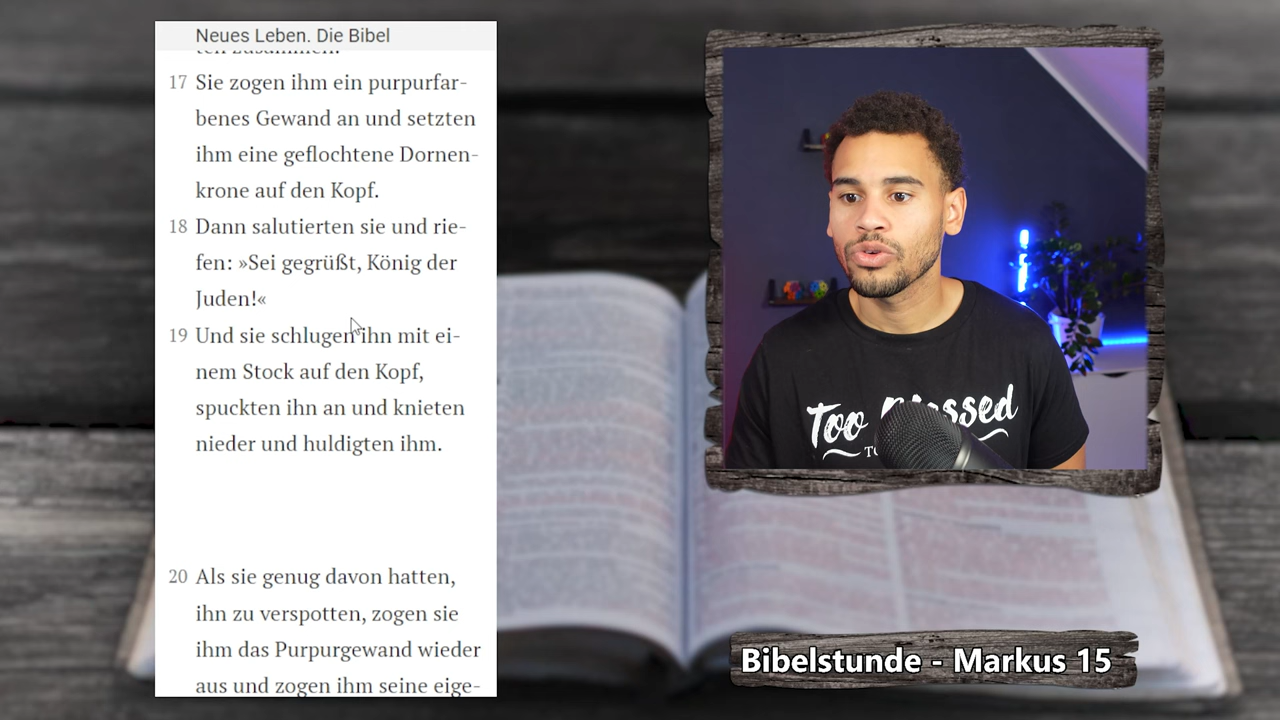 Neues Leben. Die Bibel
ten zusammen.
17 Sie zogen ihm ein purpurfar-
benes Gewand an und setzten
ihm eine geflochtene Dornen-
krone auf den Kopf.
18 Dann salutierten sie und rie-
fen: »Sei gegrüßt, König der
Juden!«
19 Und sie schlugen ihn mit ei-
nem Stock auf den Kopf,
spuckten ihn an und knieten
nieder und huldigten ihm.
20 Als sie genug davon hatten,
ihn zu verspotten, zogen sie
ihm das Purpurgewand wieder
aus und zogen ihm seine eige-
Too Blessed
Bibelstunde - Markus 15